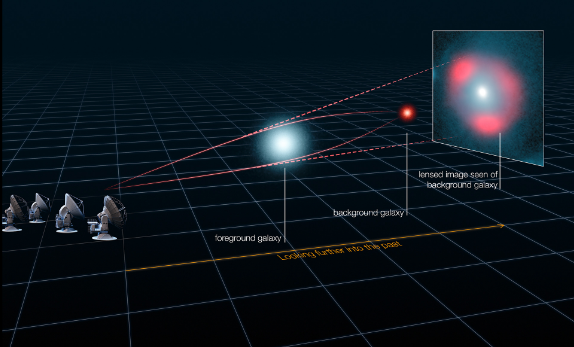 lensed image seen of
background galaxy
background galaxy
foreground galaxy
Looking further into the past